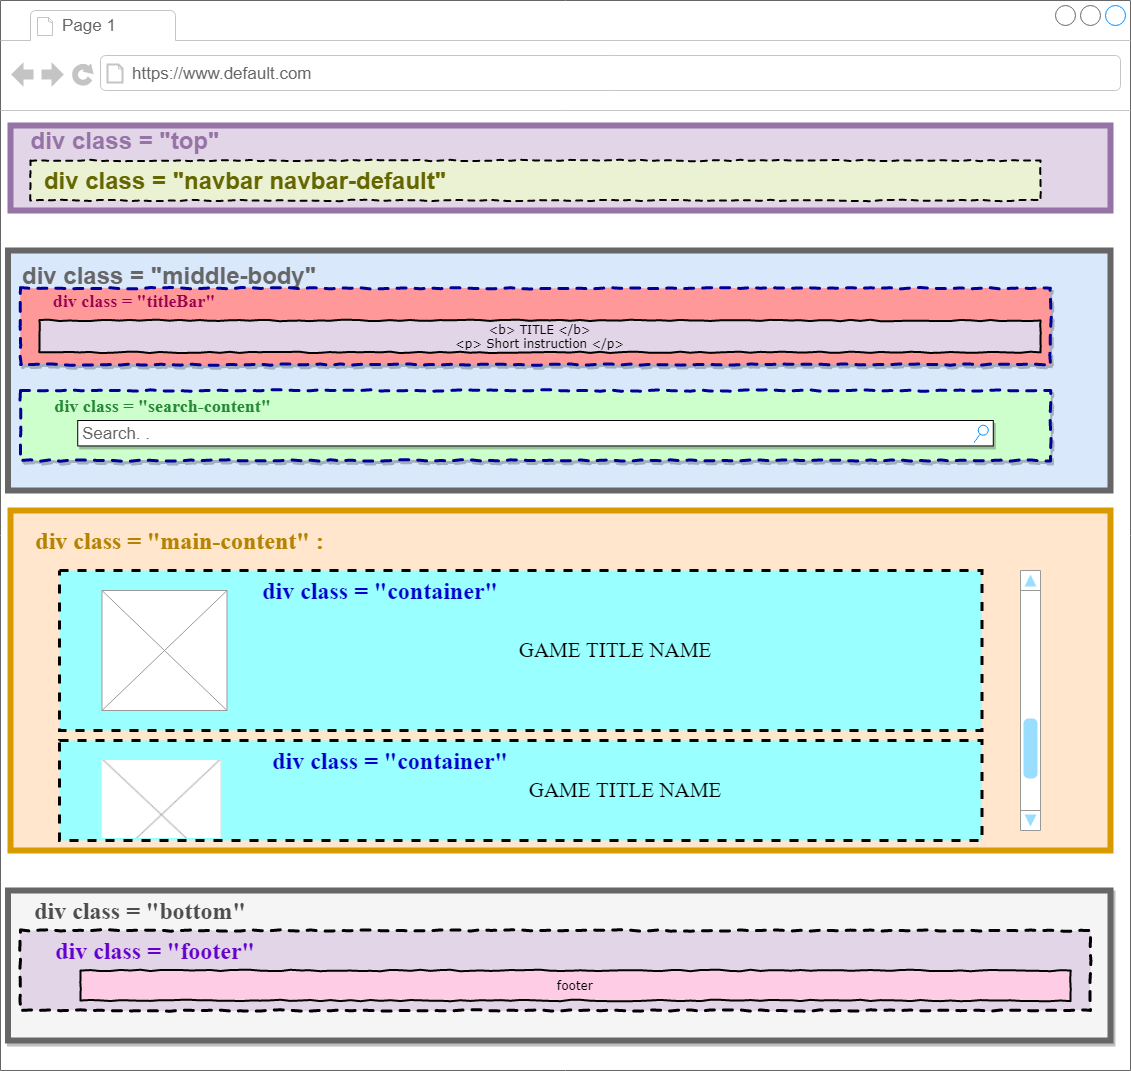 Page 1
https://www.default.com
div class = "top"
div class = "navbar navbar-default"
div class = "middle-body"
div class = "titleBar"
<b> TITLE </b>
<p> Short instruction </p>
div class = "search-content"
Search. .
div class = "main-content" :
div class = "container"
GAME TITLE NAME
div class = "container"
GAME TITLE NAME
div class = "bottom"
div class = "footer"
footer